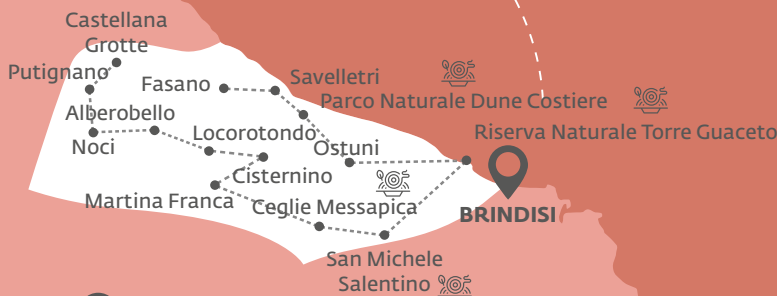 Castellana
Grotte
Putignano
Fasano
Savelletri
Parco Naturale Dune Costiere
Alberobello
Noci
Locorotondo
Ostuni
Riserva Naturale Torre Guaceto
Cisternino
Martina Franca
Ceglie Messapica
BRINDISI
San Michele
Salentino